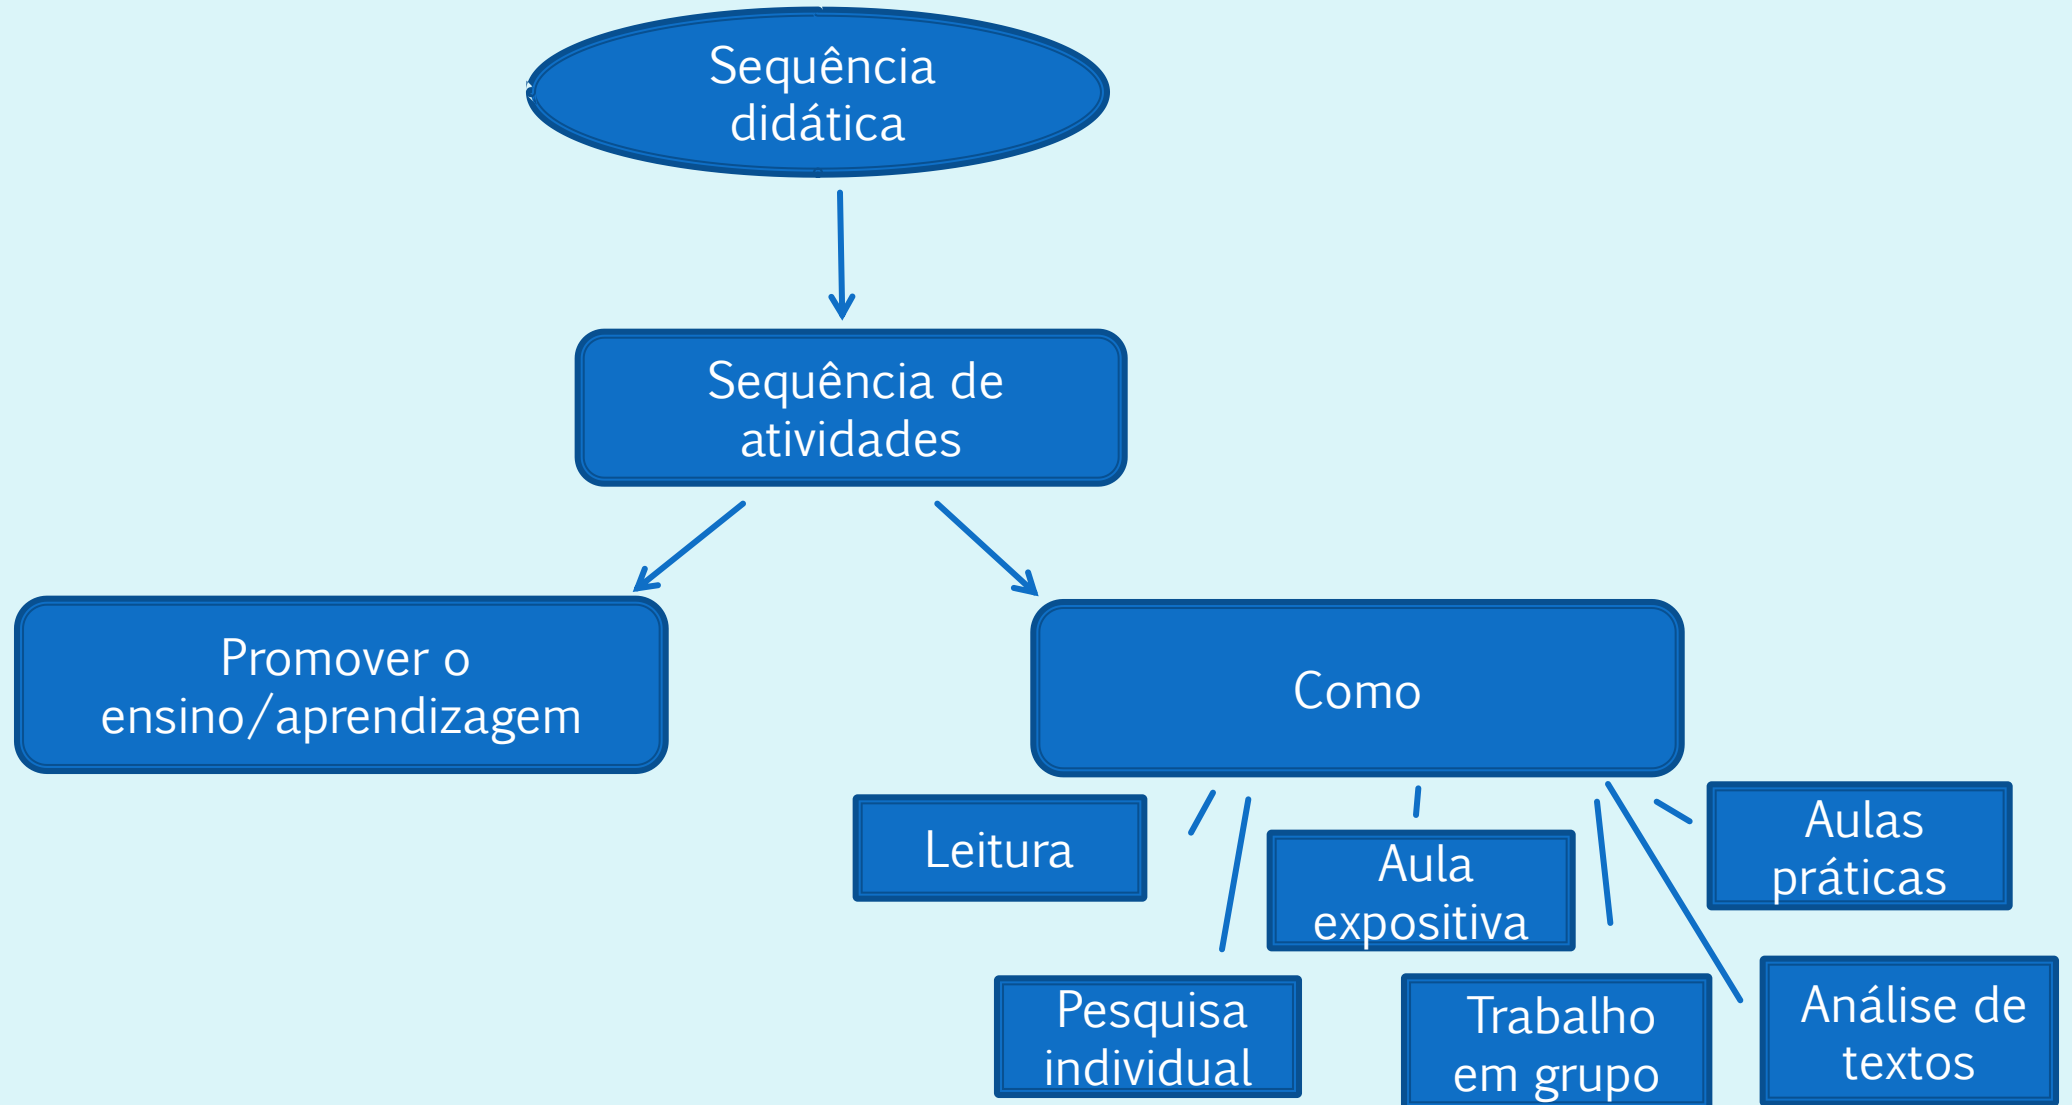 Sequência
didática
Sequência de
atividades
Promover o
ensino/aprendizagem
Como
Leitura
Aula
expositiva
Aulas
práticas
Pesquisa
individual
Trabalho
em grupo
Análise de
textos